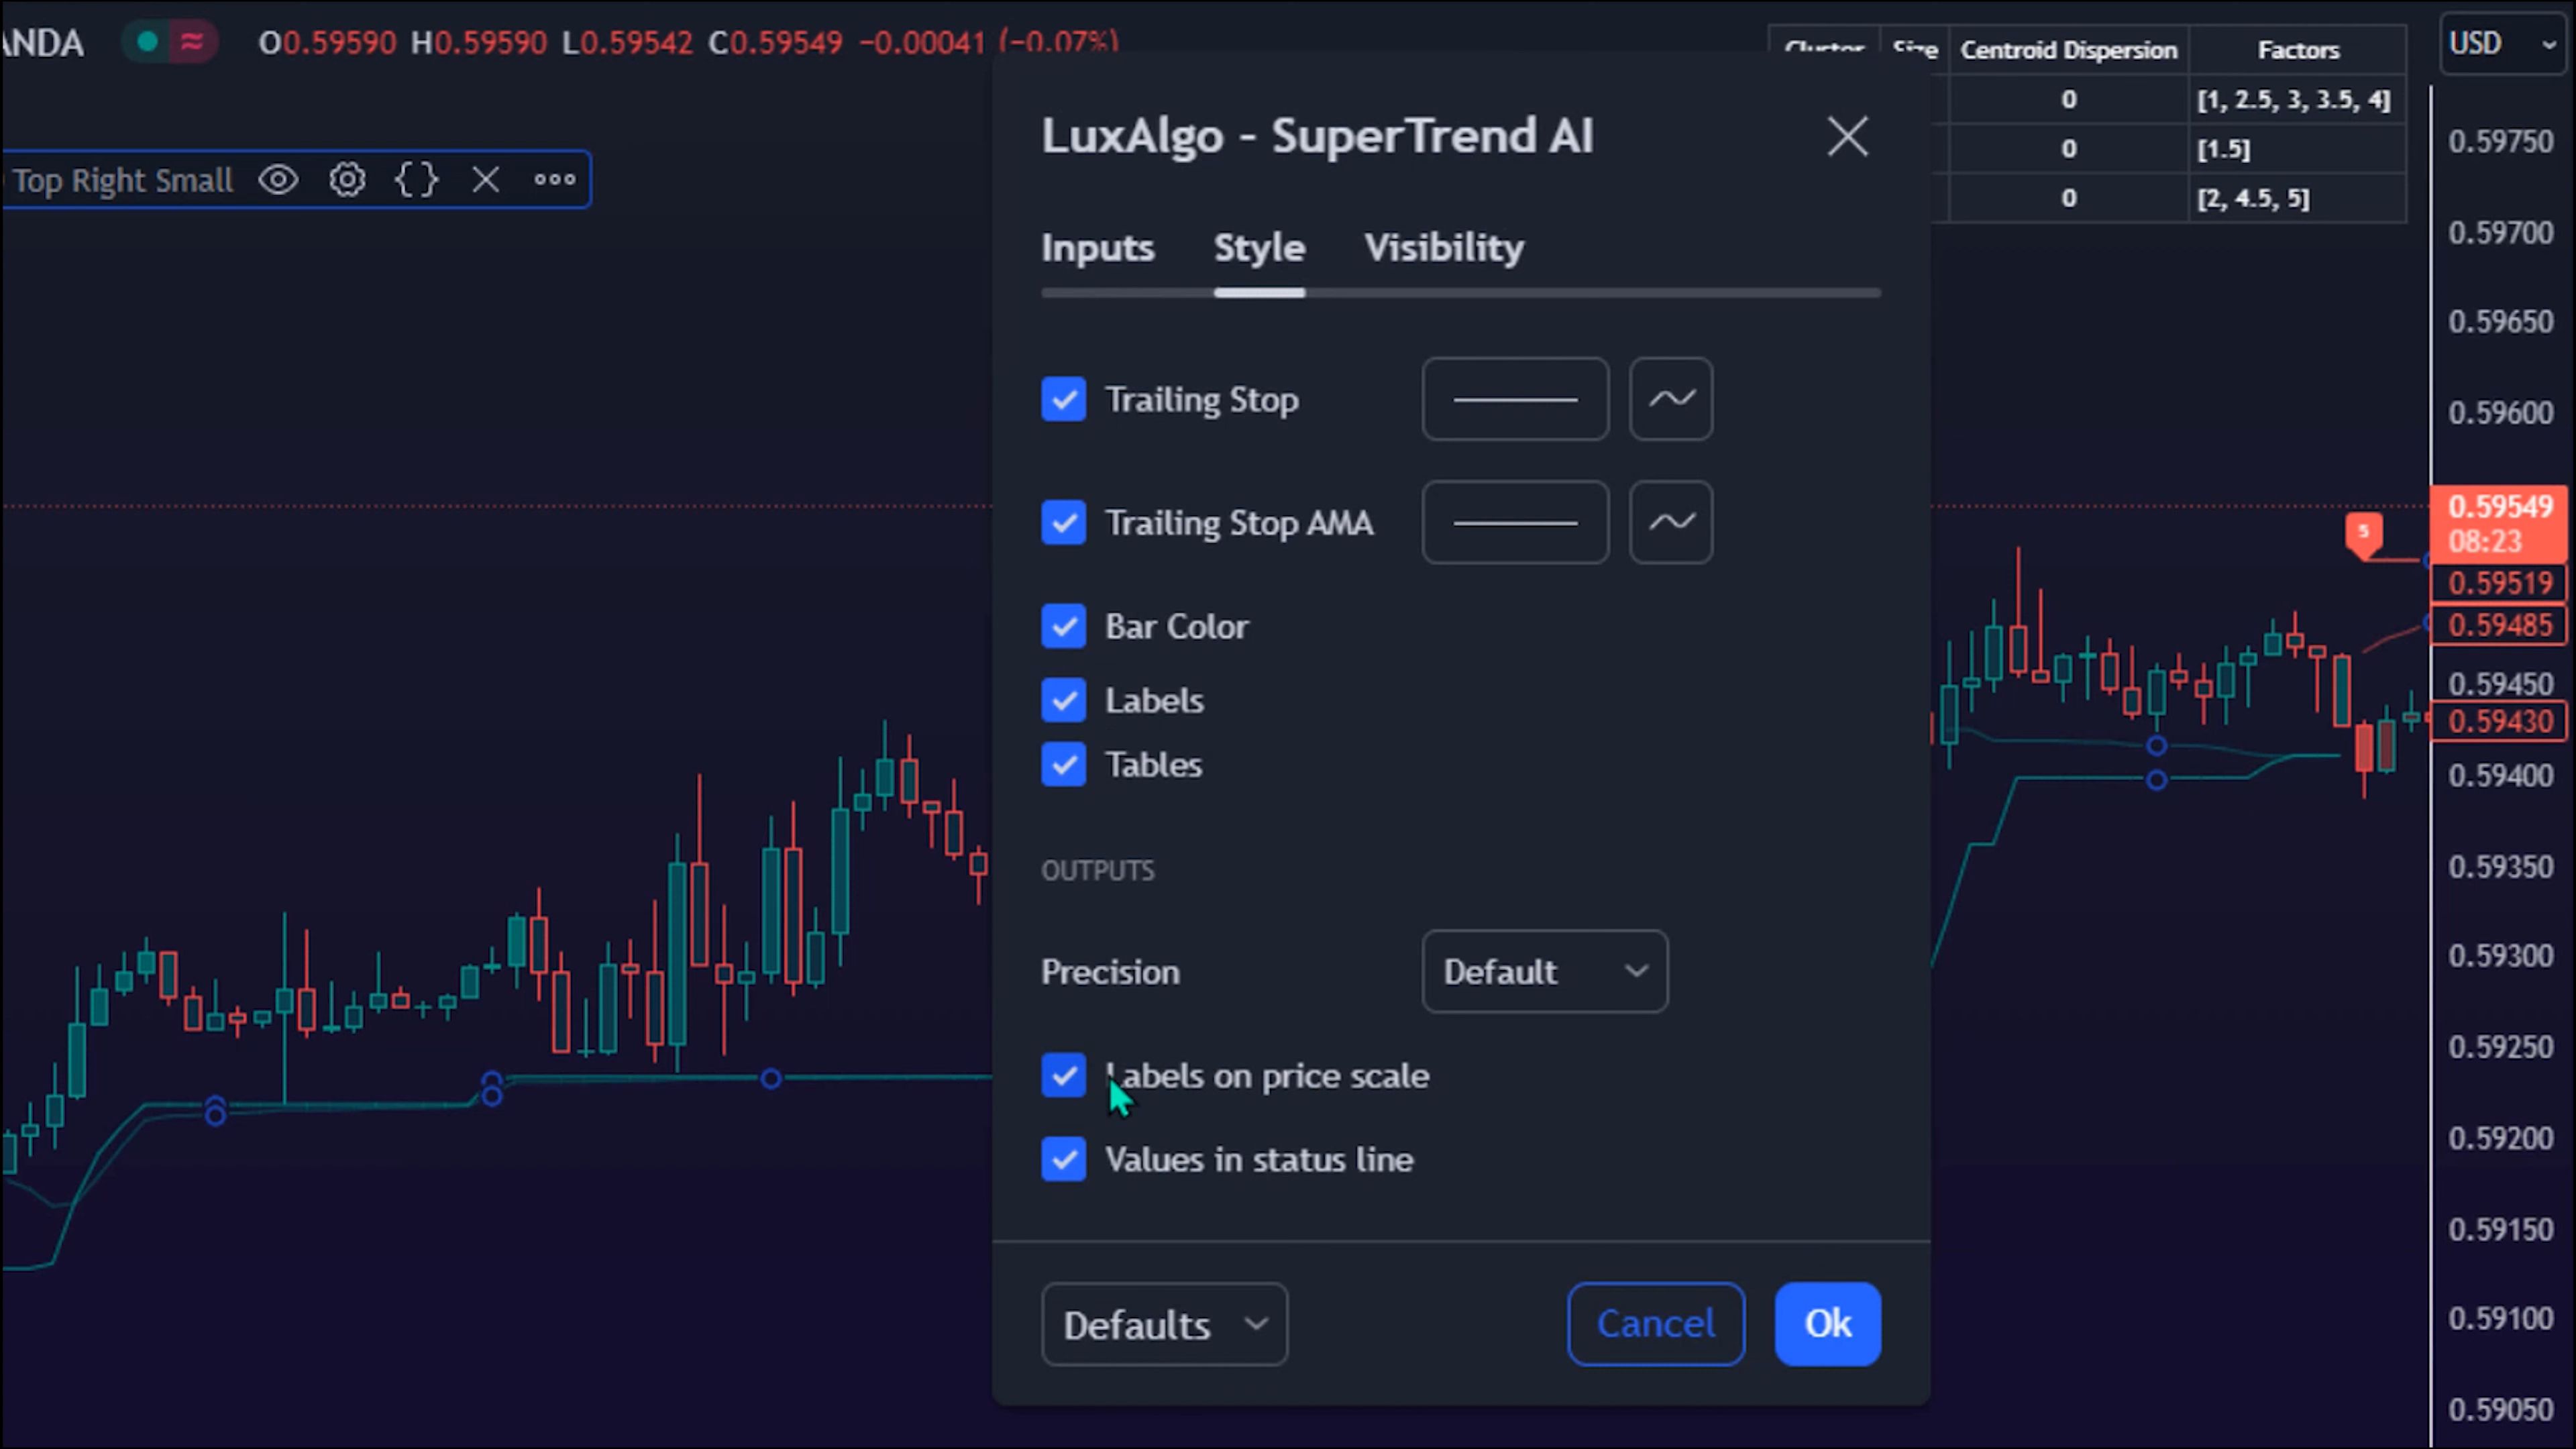 ANDA O0.59590 H0.59590 L0.59542 C0.59549 −0.00041 (−0.07%)
Cluster Size Centroid Dispersion Factors
0 [1, 2.5, 3, 3.5, 4]
0 [1.5]
0 [2, 4.5, 5]
USD
Top Right Small
LuxAlgo - SuperTrend AI
Inputs Style Visibility
Trailing Stop
Trailing Stop AMA
Bar Color
Labels
Tables
OUTPUTS
Precision Default
Labels on price scale
Values in status line
Defaults Cancel Ok
5
0.59750
0.59700
0.59650
0.59600
0.59549
08:23
0.59519
0.59485
0.59450
0.59430
0.59400
0.59350
0.59300
0.59250
0.59200
0.59150
0.59100
0.59050